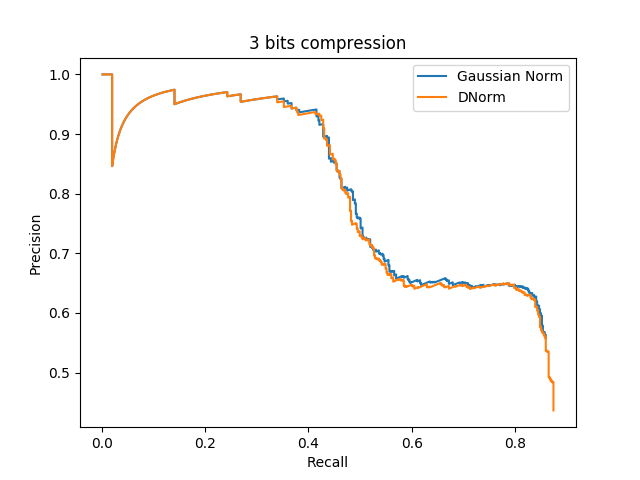 3 bits compression
Gaussian Norm
DNorm
Precision
1.0
0.9
0.8
0.7
0.6
0.5
0.0 0.2 0.4 0.6 0.8
Recall